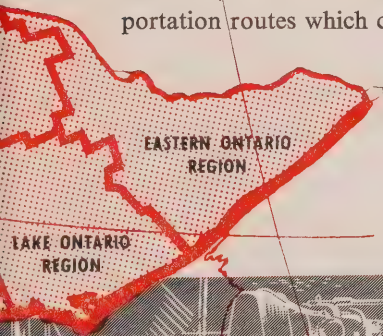 portation routes which
EASTERN ONTARIO
REGION
LAKE ONTARIO
REGION